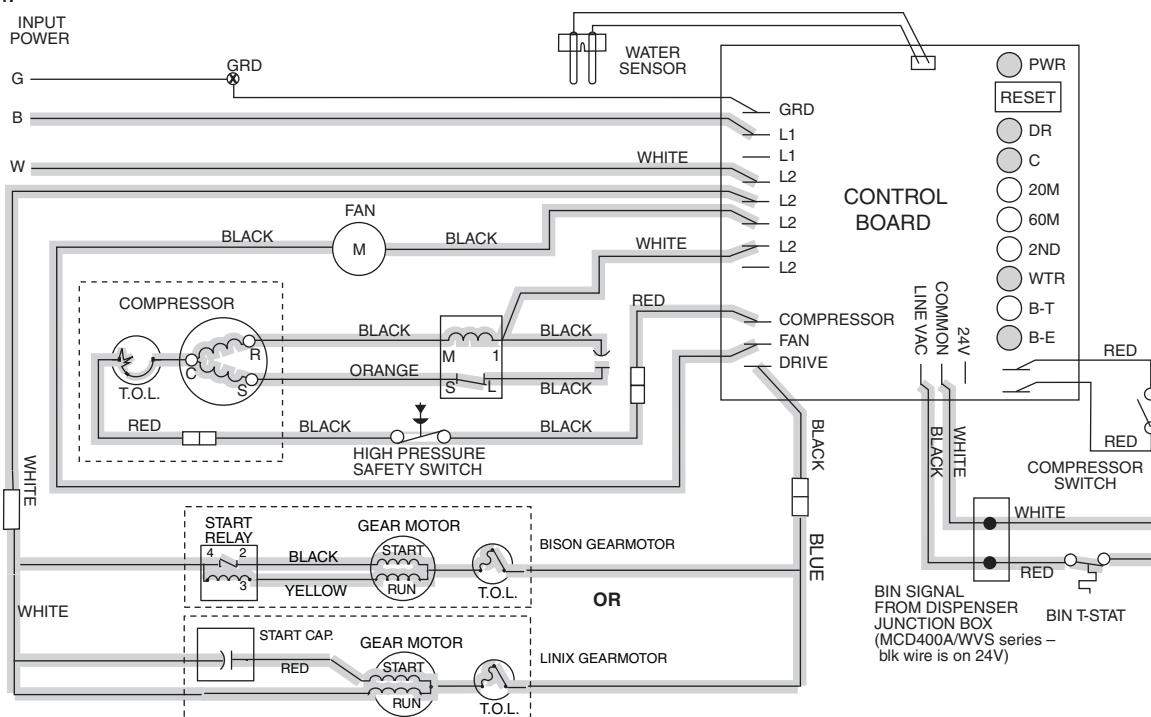 INPUT
POWER
G
GRD
B
W
WHITE
WATER
SENSOR
GRD
L1
L1
L2
L2
L2
L2
L2
COMPRESSOR
FAN
DRIVE
CONTROL
BOARD
PWR
RESET
DR
C
20M
60M
2ND
WTR
B-T
B-E
LINE VAC
COMMON
24V
RED
RED
COMPRESSOR
SWITCH
FAN
M
BLACK
BLACK
WHITE
RED
COMPRESSOR
T.O.L.
C
R
S
BLACK
ORANGE
M
1
S
L
BLACK
BLACK
RED
BLACK
BLACK
HIGH PRESSURE
SAFETY SWITCH
WHITE
BLACK
BLUE
BLACK
WHITE
START
RELAY
4
2
3
BLACK
YELLOW
GEAR MOTOR
START
RUN
T.O.L.
BISON GEARMOTOR
OR
WHITE
START CAP.
RED
GEAR MOTOR
START
RUN
T.O.L.
LINIX GEARMOTOR
WHITE
RED
BIN T-STAT
BIN SIGNAL
FROM DISPENSER
JUNCTION BOX
(MCD400A/WVS series –
blk wire is on 24V)